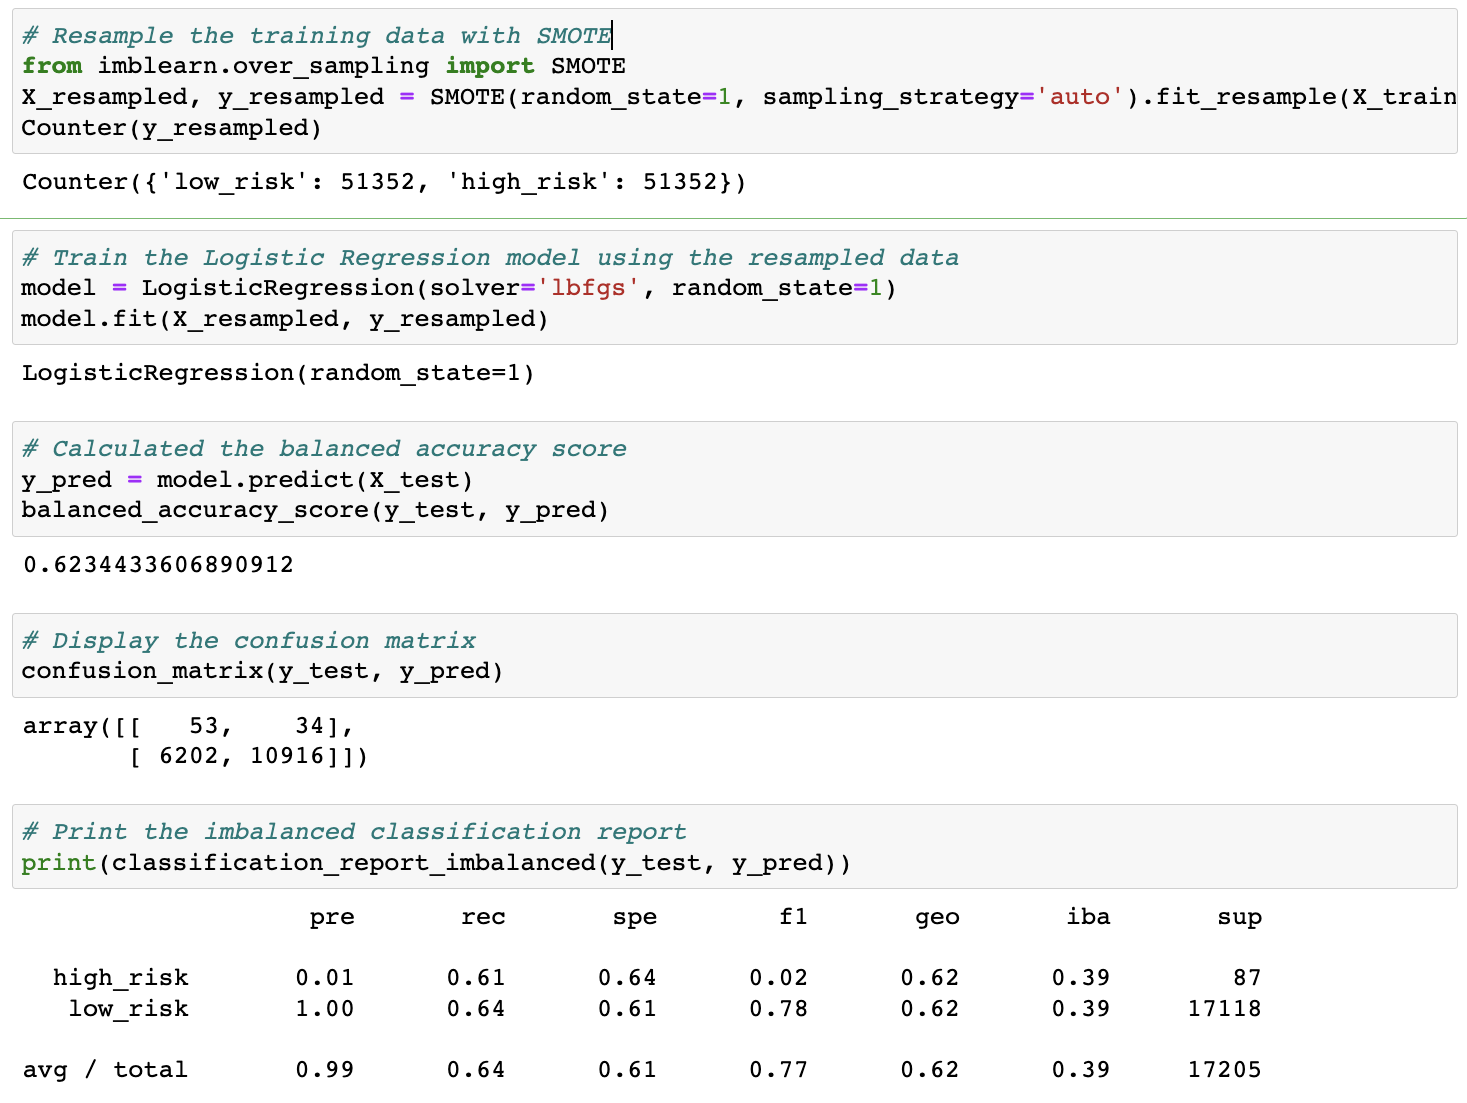 # Resample the training data with SMOTE
from imblearn.over_sampling import SMOTE
X_resampled, y_resampled = SMOTE(random_state=1, sampling_strategy='auto').fit_resample(X_train
Counter(y_resampled)
Counter({'low_risk': 51352, 'high_risk': 51352})
# Train the Logistic Regression model using the resampled data
model = LogisticRegression(solver='lbfgs', random_state=1)
model.fit(X_resampled, y_resampled)
LogisticRegression(random_state=1)
# Calculated the balanced accuracy score
y_pred = model.predict(X_test)
balanced_accuracy_score(y_test, y_pred)
0.6234433606890912
# Display the confusion matrix
confusion_matrix(y_test, y_pred)
array([[   53,    34],
       [ 6202, 10916]])
# Print the imbalanced classification report
print(classification_report_imbalanced(y_test, y_pred))
                   pre       rec       spe        f1       geo       iba       sup
  high_risk       0.01      0.61      0.64      0.02      0.62      0.39        87
   low_risk       1.00      0.64      0.61      0.78      0.62      0.39     17118
avg / total       0.99      0.64      0.61      0.77      0.62      0.39     17205